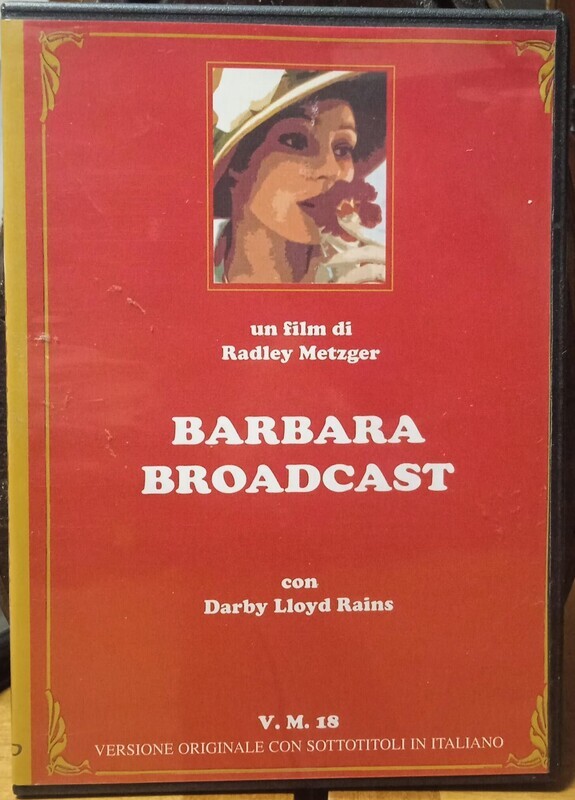 un film di
Radley Metzger
BARBARA
BROADCAST
con
Darby Lloyd Rains
V. M. 18
VERSIONE ORIGINALE CON SOTTOTITOLI IN ITALIANO